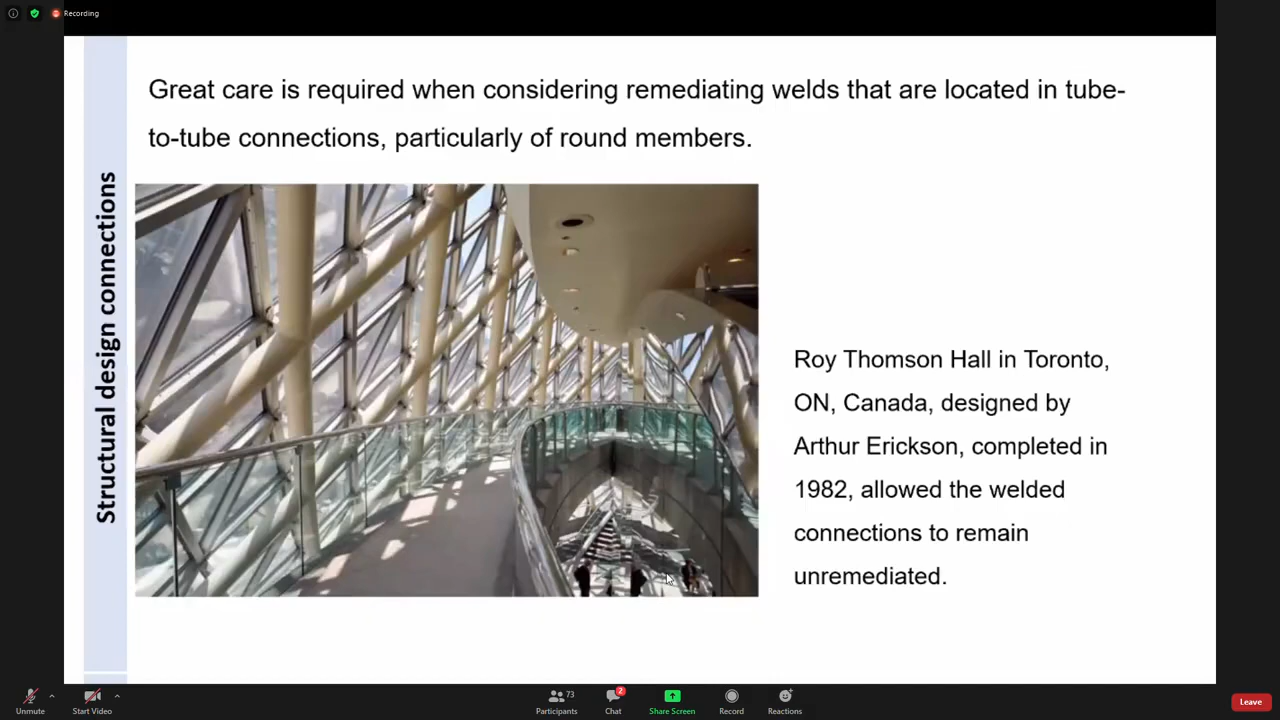 Recording
Great care is required when considering remediating welds that are located in tube-
to-tube connections, particularly of round members.
Structural design connections
Roy Thomson Hall in Toronto,
ON, Canada, designed by
Arthur Erickson, completed in
1982, allowed the welded
connections to remain
unremediated.
Unmute
Start Video
73
Participants
2
Chat
Share Screen
Record
Reactions
Leave